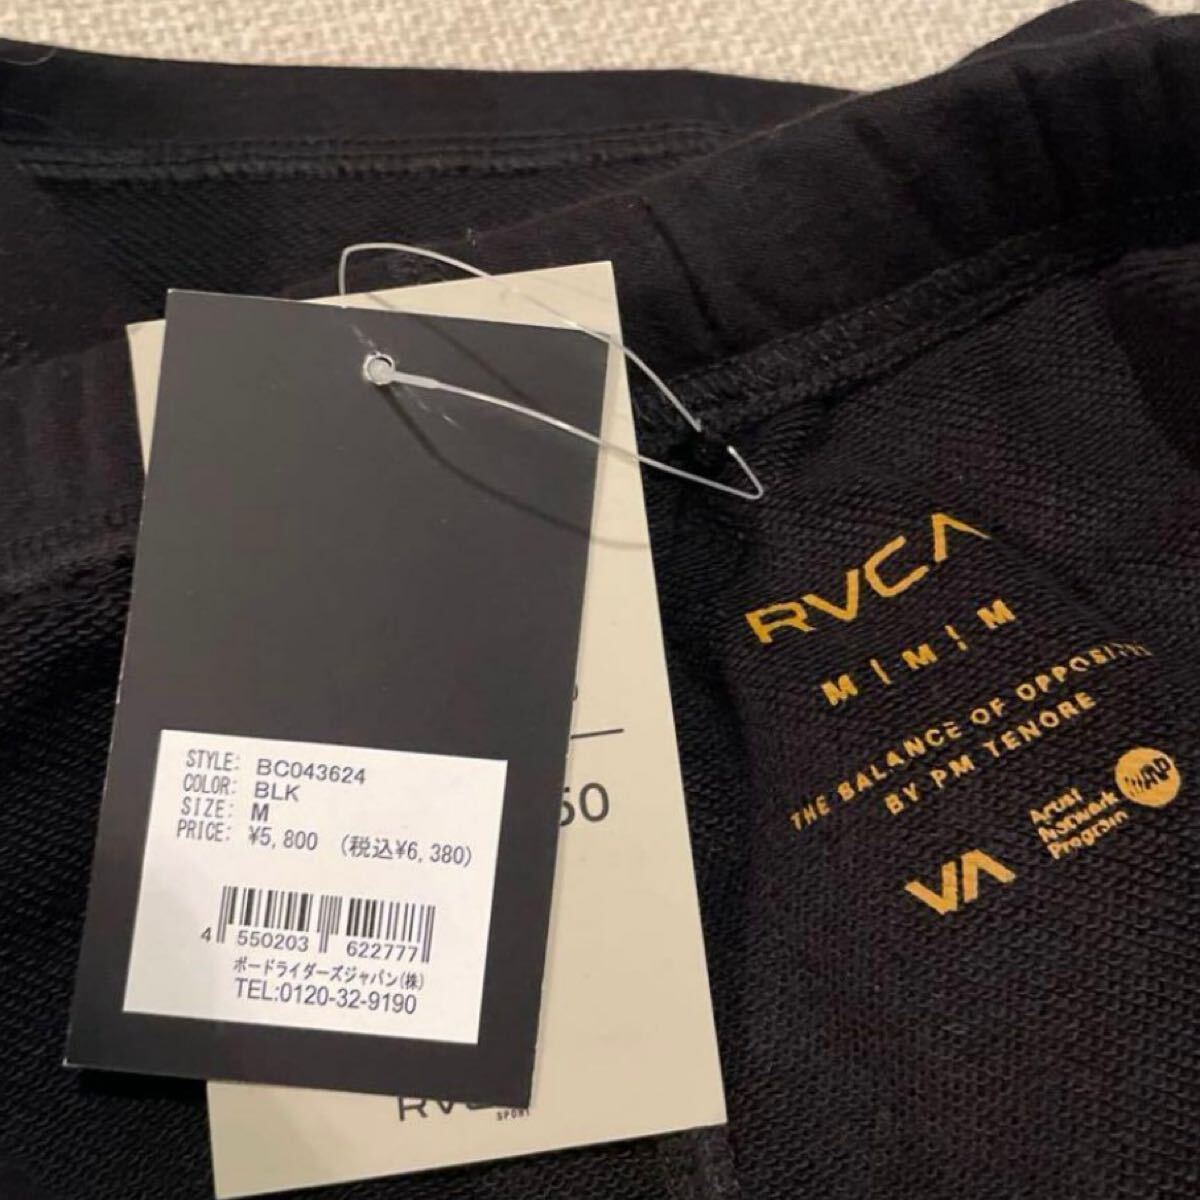 STYLE: BC043624
COLOR: BLK
SIZE: M
PRICE: ¥5,800 (税込¥6,380)
4 550203 622777
ボードライダーズジャパン(株)
TEL:0120-32-9190
50
SPORT
RVCA
M | M | M
THE BALANCE OF
BY PM TENORE
VA
Artist
Network
Program
ANP